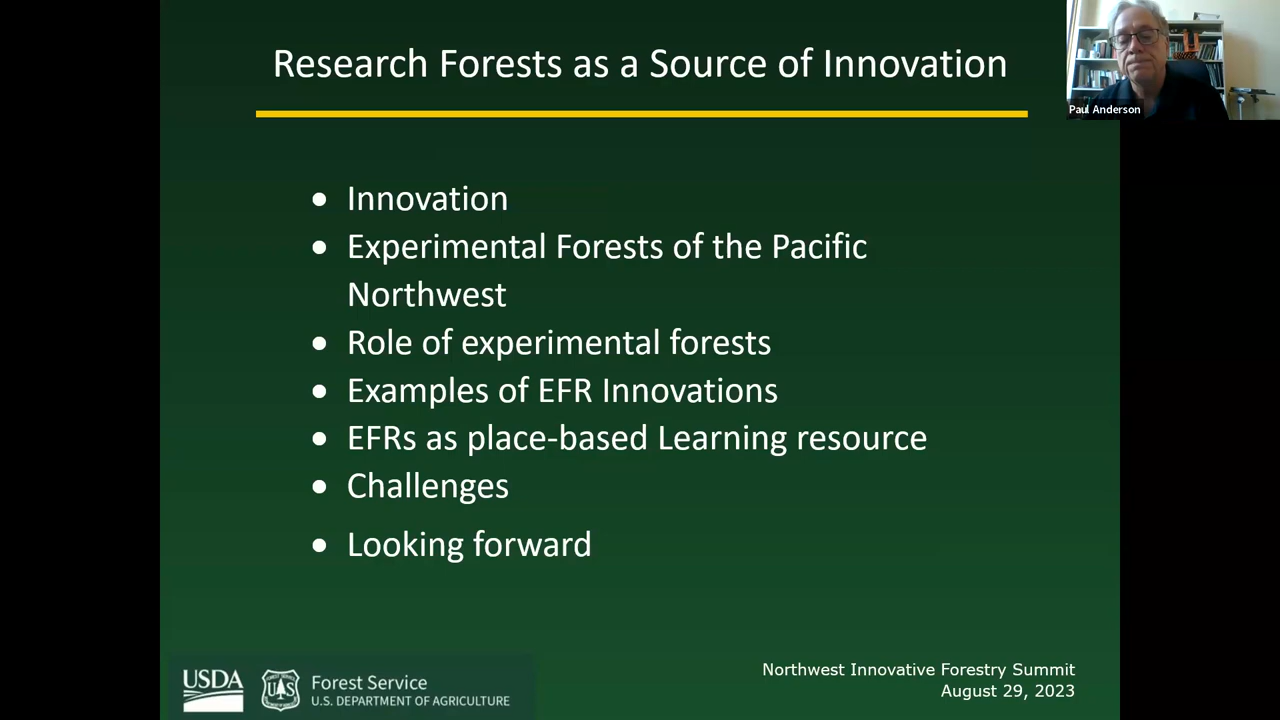 Research Forests as a Source of Innovation
Paul Anderson
• Innovation
• Experimental Forests of the Pacific
Northwest
• Role of experimental forests
• Examples of EFR Innovations
• EFRs as place-based Learning resource
• Challenges
• Looking forward
USDA
Forest Service
U.S. DEPARTMENT OF AGRICULTURE
Northwest Innovative Forestry Summit
August 29, 2023